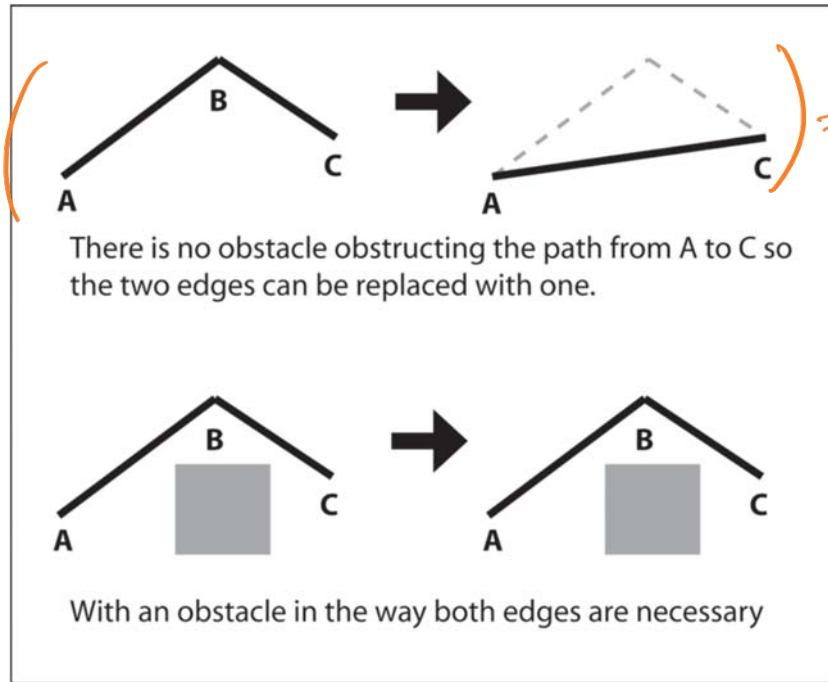 B
C
A
C
A
There is no obstacle obstructing the path from A to C so
the two edges can be replaced with one.
B
C
A
B
C
A
With an obstacle in the way both edges are necessary